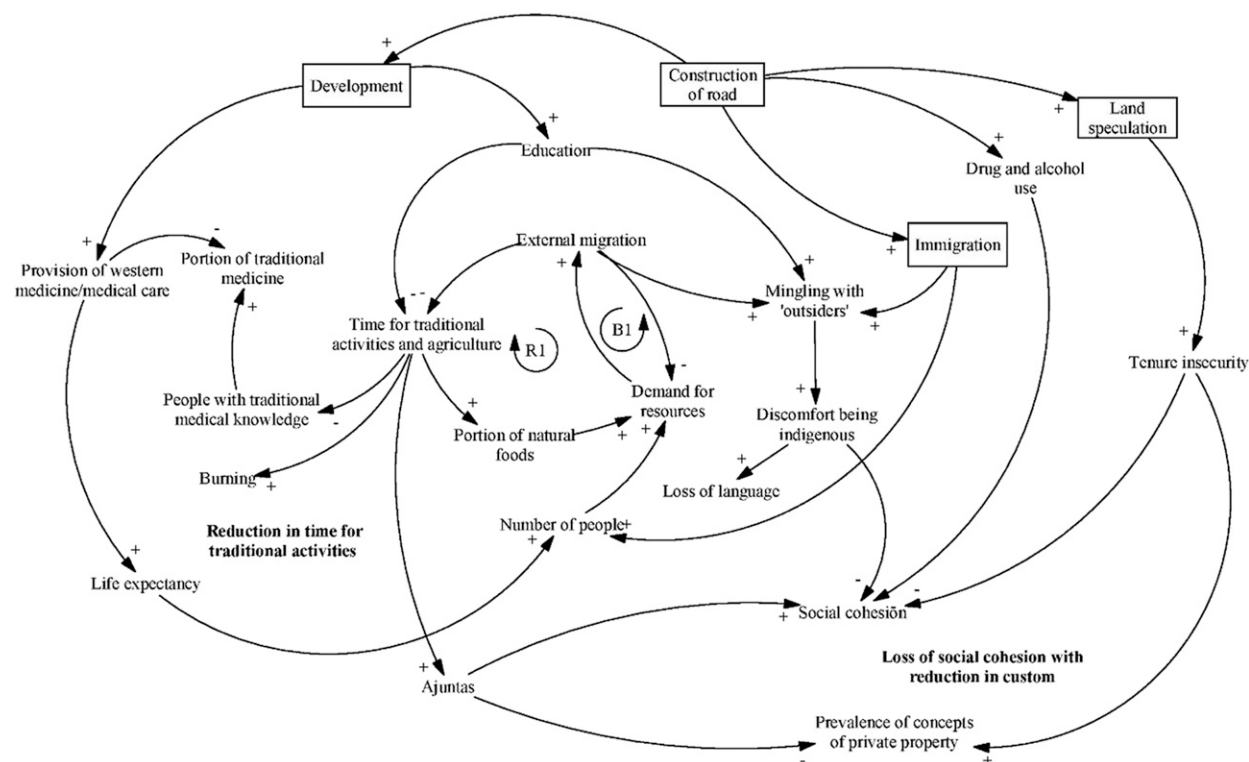 +
Development
Construction
of road
+
Land
speculation
+
Education
+
Drug and alcohol
use
+
Provision of western
medicine/medical care
-
Portion of traditional
medicine
+
External migration
+
+
Immigration
+
Mingling with
'outsiders'
+
+
- -
Time for traditional
activities and agriculture
R1
B1
+
Tenure insecurity
-
Demand for
resources
+
+
People with traditional
medical knowledge
-
+
Portion of natural
foods
+
Discomfort being
indigenous
Burning
+
+
Loss of language
Reduction in time for
traditional activities
Number of people
+
+
+
Life expectancy
-
-
Social cohesion
+
+
Ajuntas
Loss of social cohesion with
reduction in custom
Prevalence of concepts
of private property
-
+